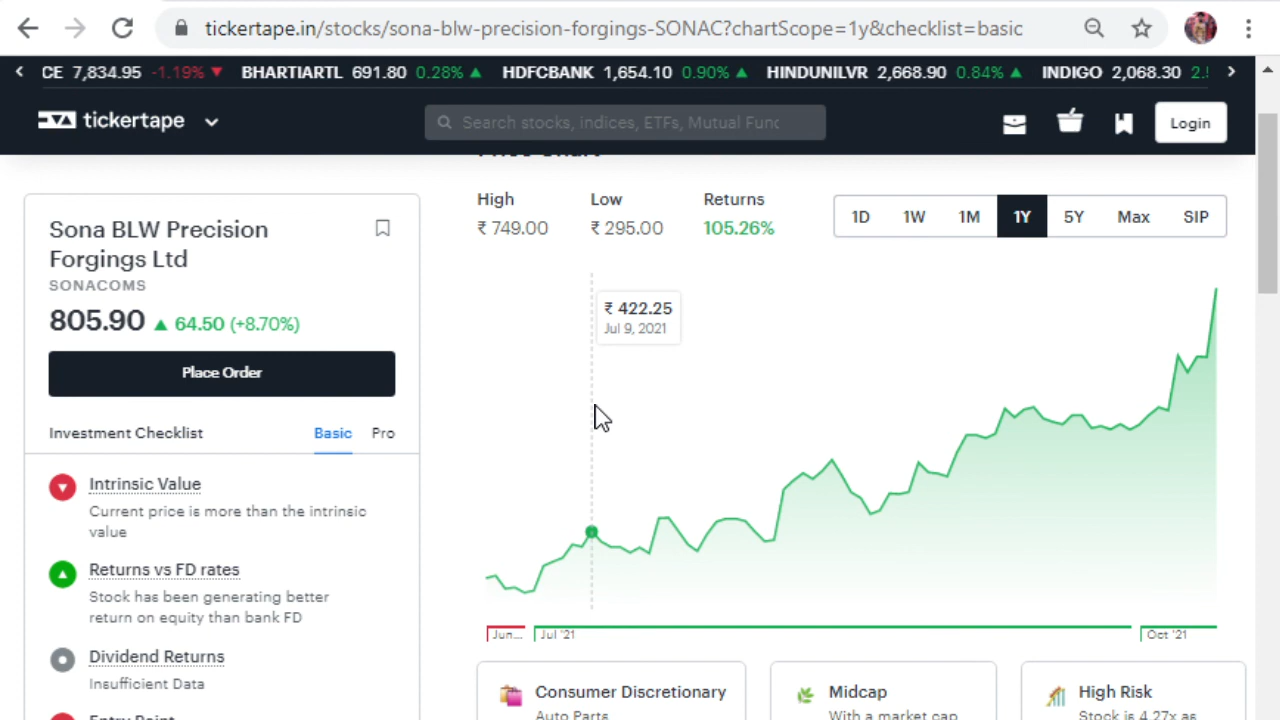 tickertape.in/stocks/sona-blw-precision-forgings-SONAC?chartScope=1y&checklist=basic
CE 7,834.95 -1.19% ▼ BHARTIARTL 691.80 0.28% ▲ HDFCBANK 1,654.10 0.90% ▲ HINDUNILVR 2,668.90 0.84% ▲ INDIGO 2,068.30
tickertape
Search stocks, indices, ETFs, Mutual Func
Login
Price Chart
High
₹ 749.00
Low
₹ 295.00
Returns
105.26%
1D 1W 1M 1Y 5Y Max SIP
Sona BLW Precision
Forgings Ltd
SONACOMS
805.90 ▲ 64.50 (+8.70%)
Place Order
Investment Checklist Basic Pro
Intrinsic Value
Current price is more than the intrinsic
value
Returns vs FD rates
Stock has been generating better
return on equity than bank FD
Dividend Returns
Insufficient Data
Entry Point
₹ 422.25
Jul 9, 2021
Jun... Jul '21 Oct '21
Consumer Discretionary
Auto Parts
Midcap
With a market cap
High Risk
Stock is 4.27x as